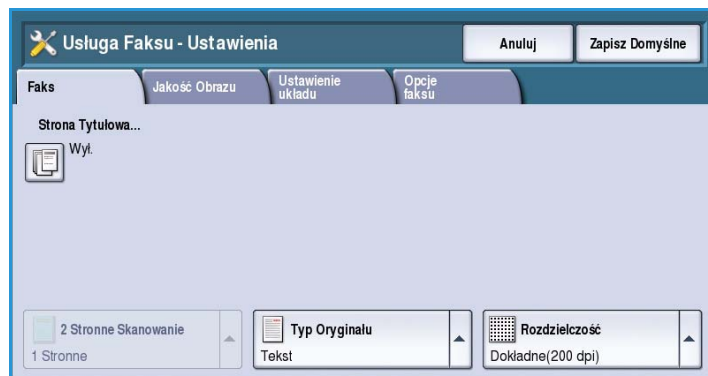 Usługa Faksu - Ustawienia
Anuluj
Zapisz Domyślne
Faks
Jakość Obrazu
Ustawienie
układu
Opcje
faksu
Strona Tytułowa...
Wył.
2 Stronne Skanowanie
1 Stronne
Typ Oryginału
Tekst
Rozdzielczość
Dokładne(200 dpi)